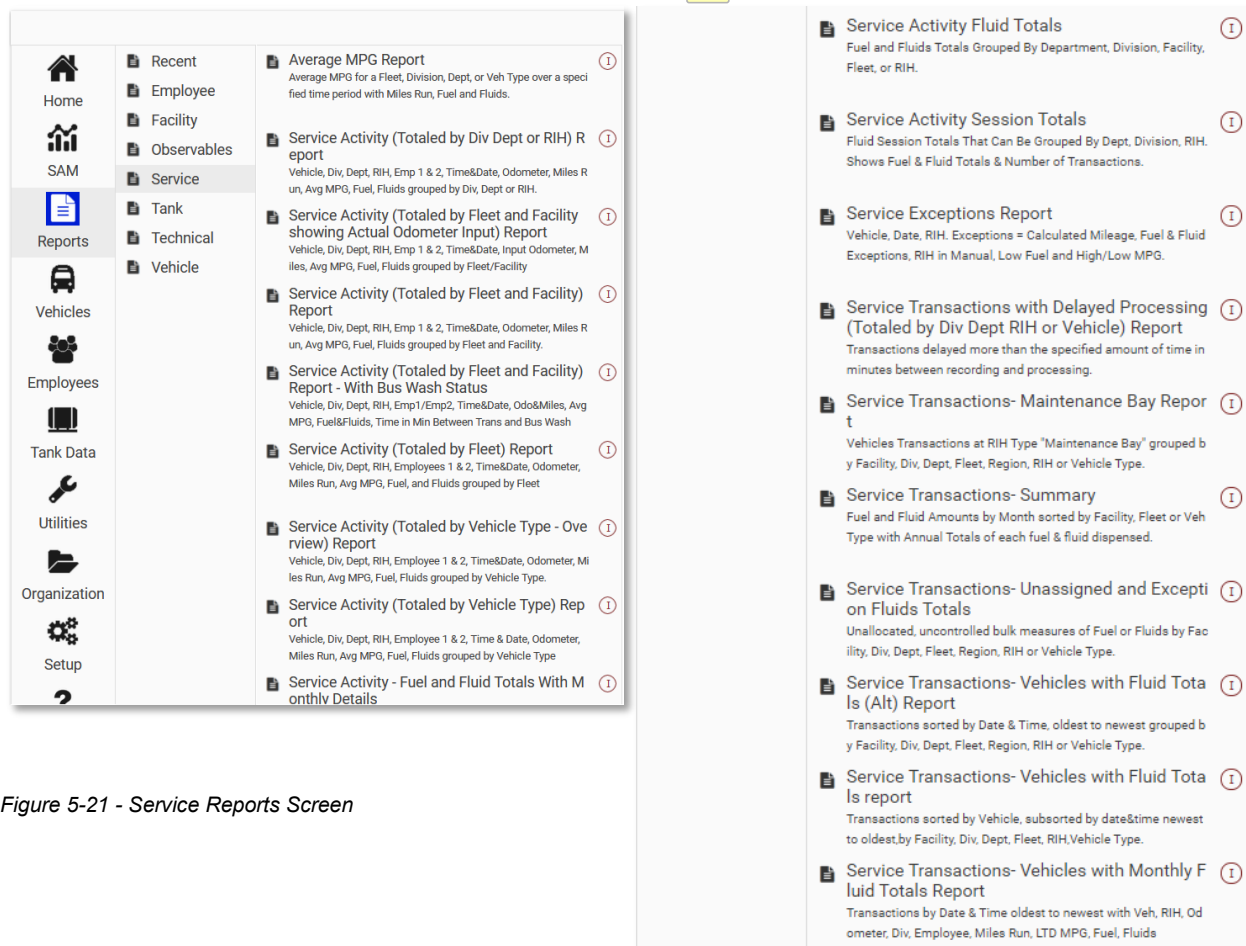 Home
SAM
Reports
Vehicles
Employees
Tank Data
Utilities
Organization
Setup
?
Recent
Employee
Facility
Observables
Service
Tank
Technical
Vehicle
Average MPG Report
Average MPG for a Fleet, Division, Dept, or Veh Type over a speci
fied time period with Miles Run, Fuel and Fluids.
Service Activity (Totaled by Div Dept or RIH) R
eport
Vehicle, Div, Dept, RIH, Emp 1 & 2, Time&Date, Odometer, Miles R
un, Avg MPG, Fuel, Fluids grouped by Div, Dept or RIH.
Service Activity (Totaled by Fleet and Facility
showing Actual Odometer Input) Report
Vehicle, Div, Dept, RIH, Emp 1 & 2, Time&Date, Input Odometer, M
iles, Avg MPG, Fuel, Fluids grouped by Fleet/Facility
Service Activity (Totaled by Fleet and Facility)
Report
Vehicle, Div, Dept, RIH, Emp 1 & 2, Time&Date, Odometer, Miles R
un, Avg MPG, Fuel, Fluids grouped by Fleet and Facility.
Service Activity (Totaled by Fleet and Facility)
Report - With Bus Wash Status
Vehicle, Div, Dept, RIH, Emp1/Emp2, Time&Date, Odo&Miles, Avg
MPG, Fuel&Fluids, Time in Min Between Trans and Bus Wash
Service Activity (Totaled by Fleet) Report
Vehicle, Div, Dept, RIH, Employees 1 & 2, Time&Date, Odometer,
Miles Run, Avg MPG, Fuel, and Fluids grouped by Fleet
Service Activity (Totaled by Vehicle Type - Ove
rview) Report
Vehicle, Div, Dept, RIH, Employee 1 & 2, Time&Date, Odometer, Mi
les Run, Avg MPG, Fuel, Fluids grouped by Vehicle Type.
Service Activity (Totaled by Vehicle Type) Rep
ort
Vehicle, Div, Dept, RIH, Employee 1 & 2, Time & Date, Odometer,
Miles Run, Avg MPG, Fuel, Fluids grouped by Vehicle Type
Service Activity - Fuel and Fluid Totals With M
onthly Details
Figure 5-21 - Service Reports Screen
Service Activity Fluid Totals
Fuel and Fluids Totals Grouped By Department, Division, Facility,
Fleet, or RIH.
Service Activity Session Totals
Fluid Session Totals That Can Be Grouped By Dept, Division, RIH.
Shows Fuel & Fluid Totals & Number of Transactions.
Service Exceptions Report
Vehicle, Date, RIH. Exceptions = Calculated Mileage, Fuel & Fluid
Exceptions, RIH in Manual, Low Fuel and High/Low MPG.
Service Transactions with Delayed Processing
(Totaled by Div Dept RIH or Vehicle) Report
Transactions delayed more than the specified amount of time in
minutes between recording and processing.
Service Transactions- Maintenance Bay Repor
t
Vehicles Transactions at RIH Type "Maintenance Bay" grouped b
y Facility, Div, Dept, Fleet, Region, RIH or Vehicle Type.
Service Transactions- Summary
Fuel and Fluid Amounts by Month sorted by Facility, Fleet or Veh
Type with Annual Totals of each fuel & fluid dispensed.
Service Transactions- Unassigned and Excepti
on Fluids Totals
Unallocated, uncontrolled bulk measures of Fuel or Fluids by Fac
ility, Div, Dept, Fleet, Region, RIH or Vehicle Type.
Service Transactions- Vehicles with Fluid Tota
ls (Alt) Report
Transactions sorted by Date & Time, oldest to newest grouped b
y Facility, Div, Dept, Fleet, Region, RIH or Vehicle Type.
Service Transactions- Vehicles with Fluid Tota
ls report
Transactions sorted by Vehicle, subsorted by date&time newest
to oldest,by Facility, Div, Dept, Fleet, RIH,Vehicle Type.
Service Transactions- Vehicles with Monthly F
luid Totals Report
Transactions by Date & Time oldest to newest with Veh, RIH, Od
ometer, Div, Employee, Miles Run, LTD MPG, Fuel, Fluids